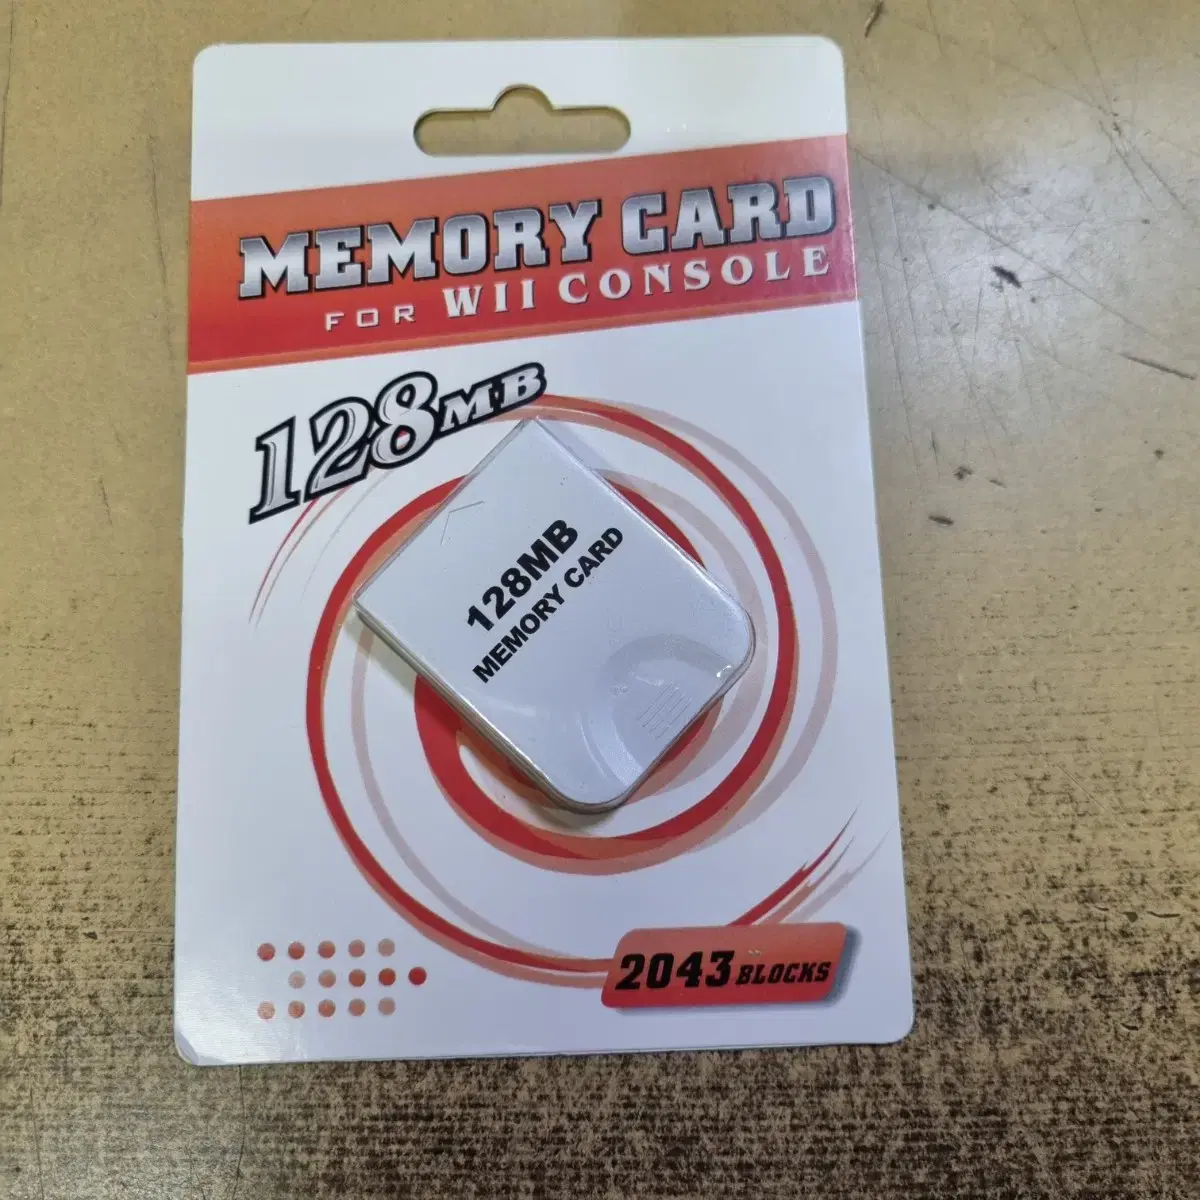 MEMORY CARD
FOR WII CONSOLE
128MB
128MB
MEMORY CARD
2043 BLOCKS